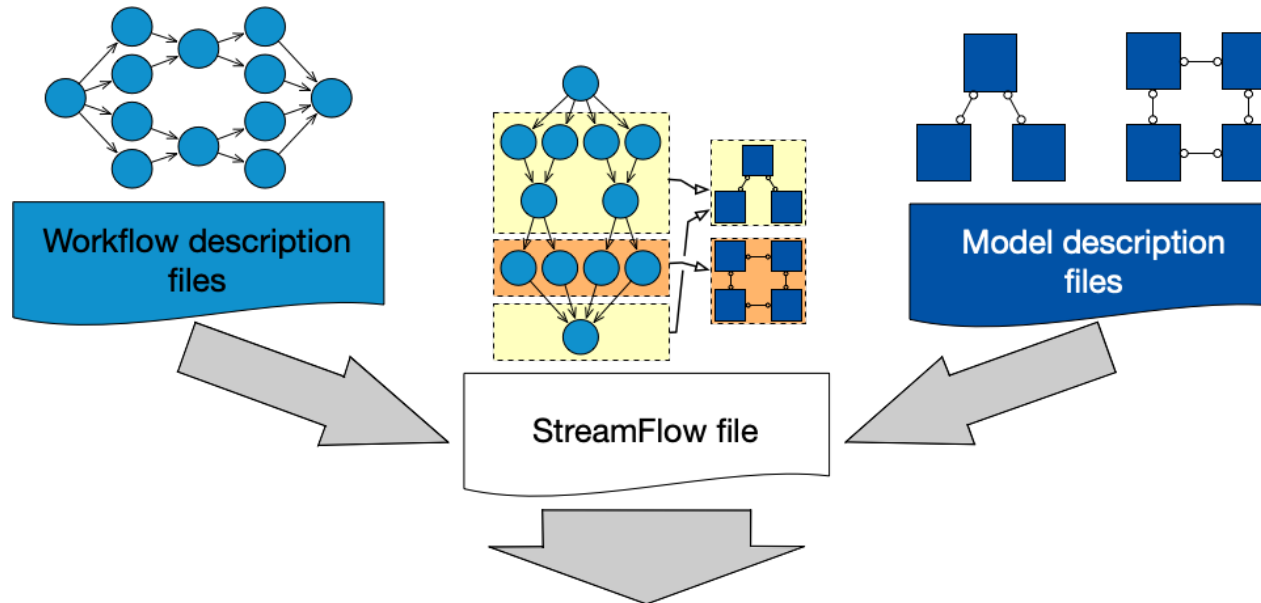 Workflow description
files
Model description
files
StreamFlow file